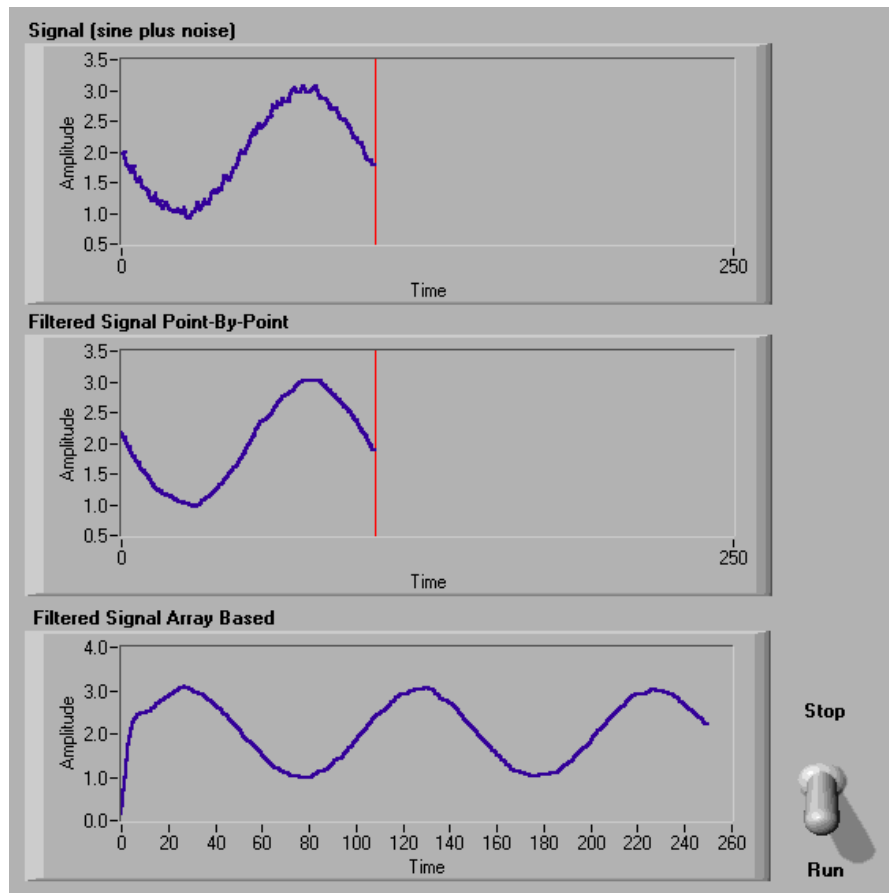 Signal (sine plus noise)
3.5
3.0
2.5
2.0
1.5
1.0
0.5
Amplitude
0 250
Time
Filtered Signal Point-By-Point
3.5
3.0
2.5
2.0
1.5
1.0
0.5
Amplitude
0 250
Time
Filtered Signal Array Based
4.0
3.0
2.0
1.0
0.0
Amplitude
0 20 40 60 80 100 120 140 160 180 200 220 240 260
Time
Stop
Run